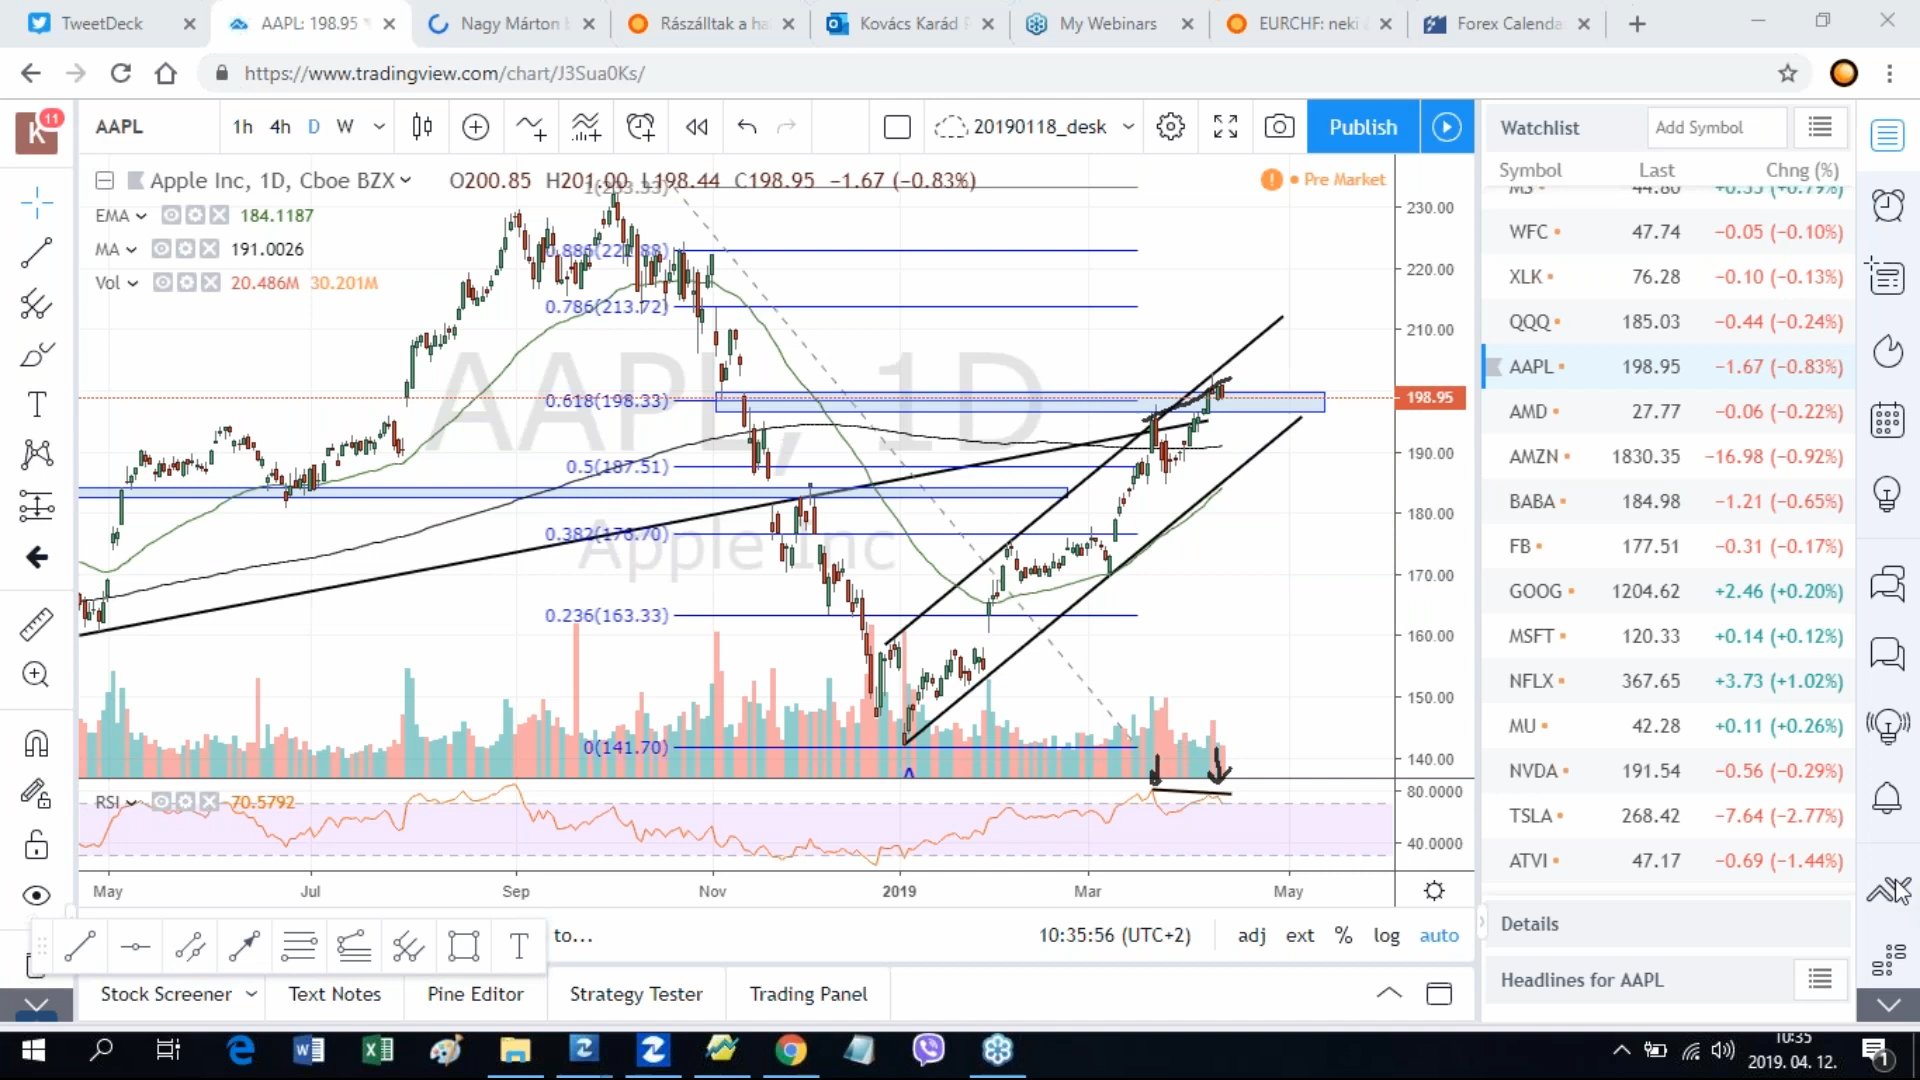 TweetDeck
AAPL: 198.95
Nagy Márton
Rászálltak a ha
Kovács Karád
My Webinars
EURCHF: neki
Forex Calenda
https://www.tradingview.com/chart/J3Sua0Ks/
K 11
AAPL
1h 4h D W
20190118_desk
Publish
Watchlist
Add Symbol
Symbol Last Chng (%)
Apple Inc, 1D, Cboe BZX
O200.85 H201.00 L198.44 C198.95 −1.67 (−0.83%)
Pre Market
EMA 184.1187
MA 191.0026
Vol 20.486M 30.201M
AAPL, 1D
Apple Inc
0.886(221.88)
0.786(213.72)
0.618(198.33)
0.5(187.51)
0.382(176.70)
0.236(163.33)
0(141.70)
230.00
220.00
210.00
198.95
190.00
180.00
170.00
160.00
150.00
140.00
RSI 70.5792
80.0000
40.0000
May Jul Sep Nov 2019 Mar May
MS 44.80 +0.35 (+0.79%)
WFC 47.74 −0.05 (−0.10%)
XLK 76.28 −0.10 (−0.13%)
QQQ 185.03 −0.44 (−0.24%)
AAPL 198.95 −1.67 (−0.83%)
AMD 27.77 −0.06 (−0.22%)
AMZN 1830.35 −16.98 (−0.92%)
BABA 184.98 −1.21 (−0.65%)
FB 177.51 −0.31 (−0.17%)
GOOG 1204.62 +2.46 (+0.20%)
MSFT 120.33 +0.14 (+0.12%)
NFLX 367.65 +3.73 (+1.02%)
MU 42.28 +0.11 (+0.26%)
NVDA 191.54 −0.56 (−0.29%)
TSLA 268.42 −7.64 (−2.77%)
ATVI 47.17 −0.69 (−1.44%)
Details
Headlines for AAPL
T to...
10:35:56 (UTC+2)
adj ext % log auto
Stock Screener
Text Notes
Pine Editor
Strategy Tester
Trading Panel
10:35
2019. 04. 12.
1